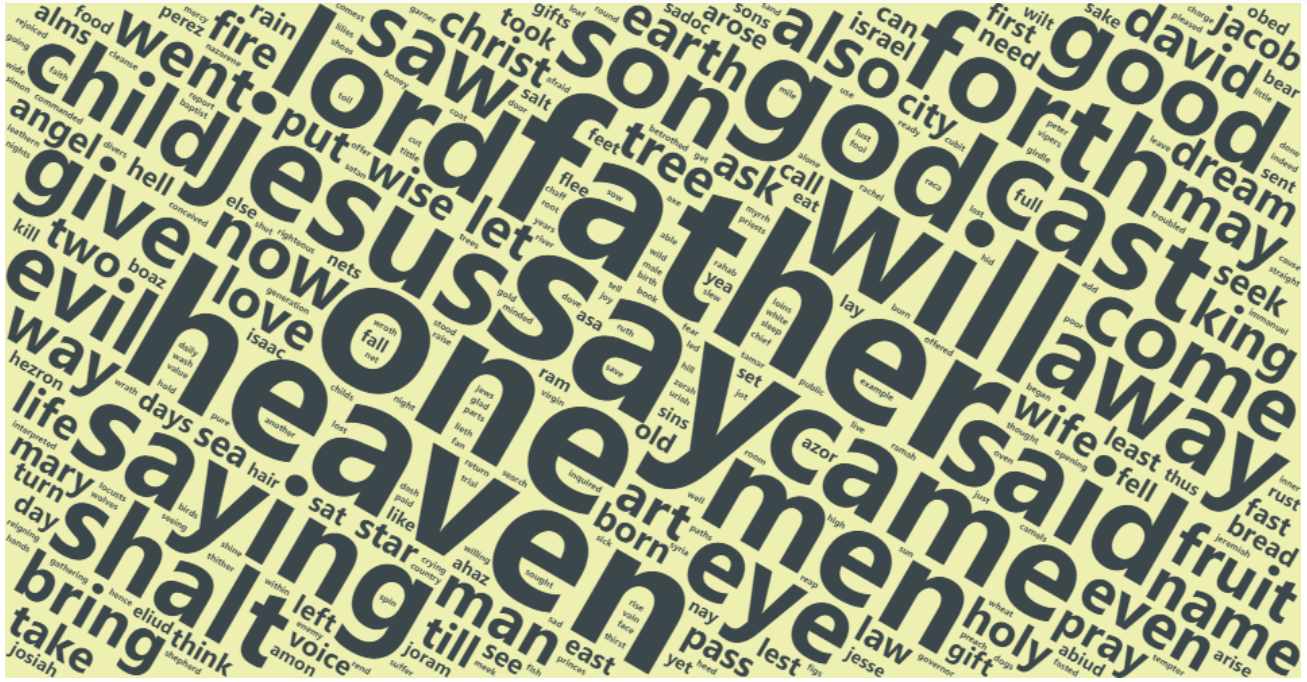 father
heaven
jesus
lord
god
son
one
say
will
men
came
said
saying
shalt
child
cast
forth
good
come
away
saw
also
went
give
now
evil
way
love
eye
even
name
fruit
man
bring
take
christ
earth
tree
let
put
wise
fire
david
jacob
dream
may
king
seek
holy
pray
art
born
star
mary
life
two
angel
alms
perez
food
rain
gifts
took
salt
sadoc
arose
sons
israel
can
city
call
ask
eat
feet
flee
first
need
wilt
sake
obed
bear
sent
full
hell
else
nets
boaz
kill
isaac
hezron
days
sea
hair
sat
turn
day
like
ahaz
left
voice
amon
eliud
think
josiah
joram
till
see
east
pass
yet
nay
lest
law
jesse
gift
abiud
arise
wife
fell
least
thus
rust
fast
bread
azor
old
sins
set
ram
asa
yea
lay
fall
rejoiced
mercy
nazarene
going
wide
simon
cleanse
commanded
faith
report
baptist
leathern
nights
divers
comest
lilies
shoes
garner
loaf
round
afraid
honey
toil
cost
door
cut
tittle
offer
satan
conceived
shut
righteous
generation
years
river
trees
chaff
root
sow
axe
betrothed
get
alone
mile
use
lust
fool
ready
cubit
raca
rachel
last
hid
peter
vipers
girdle
leave
troubled
sand
pleased
charge
little
done
indeed
cause
straight
immanuel
add
poor
myrrh
priests
able
wild
male
birth
book
tell
joy
rahab
slew
loins
white
sleep
chief
burn
offered
gold
minded
dove
ruth
fear
led
hill
zerah
uriah
save
tamar
jot
public
example
began
thought
opening
oven
inner
jeremiah
camels
just
live
ramah
room
high
sun
well
paths
syria
sick
reap
wheat
preach
dogs
fasted
tempter
governor
figs
heed
thirst
face
vain
rise
sad
princes
fish
meek
suffer
rend
spin
enemy
within
thither
shine
seeing
birds
wolves
locusts
interpreted
reigning
hands
gathering
hence
shepherd
crying
country
willing
sought
inquired
search
trial
return
fan
lieth
parts
glad
jews
virgin
night
childs
lost
another
dash
paid
pure
wrath
hold
value
wash
daily
wroth
net
stood
raise